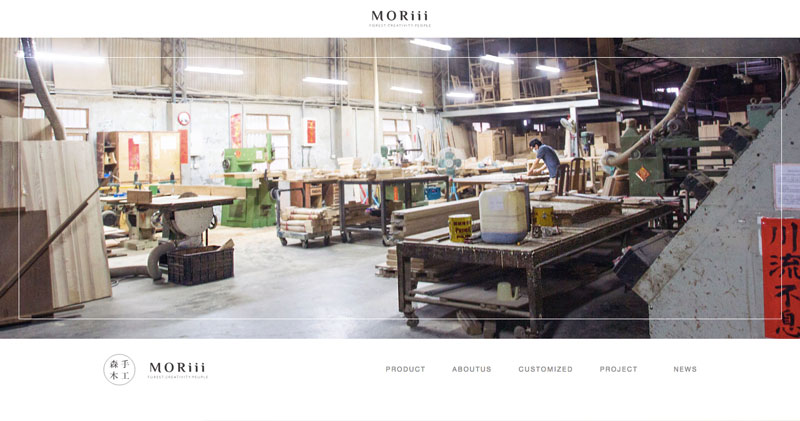 MORiii
FOREST CREATIVITY PEOPLE
川流不息
森手
木工
MORiii
FOREST CREATIVITY PEOPLE
PRODUCT ABOUTUS CUSTOMIZED PROJECT NEWS